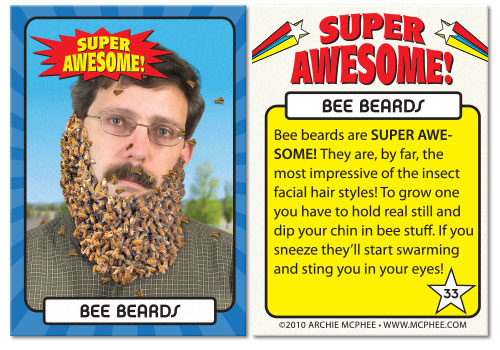 SUPER
AWESOME!
BEE BEARDS
SUPER
AWESOME!
BEE BEARDS
Bee beards are SUPER AWE-
SOME! They are, by far, the
most impressive of the insect
facial hair styles! To grow one
you have to hold real still and
dip your chin in bee stuff. If you
sneeze they'll start swarming
and sting you in your eyes!
33
©2010 ARCHIE MCPHEE • WWW.MCPHEE.COM